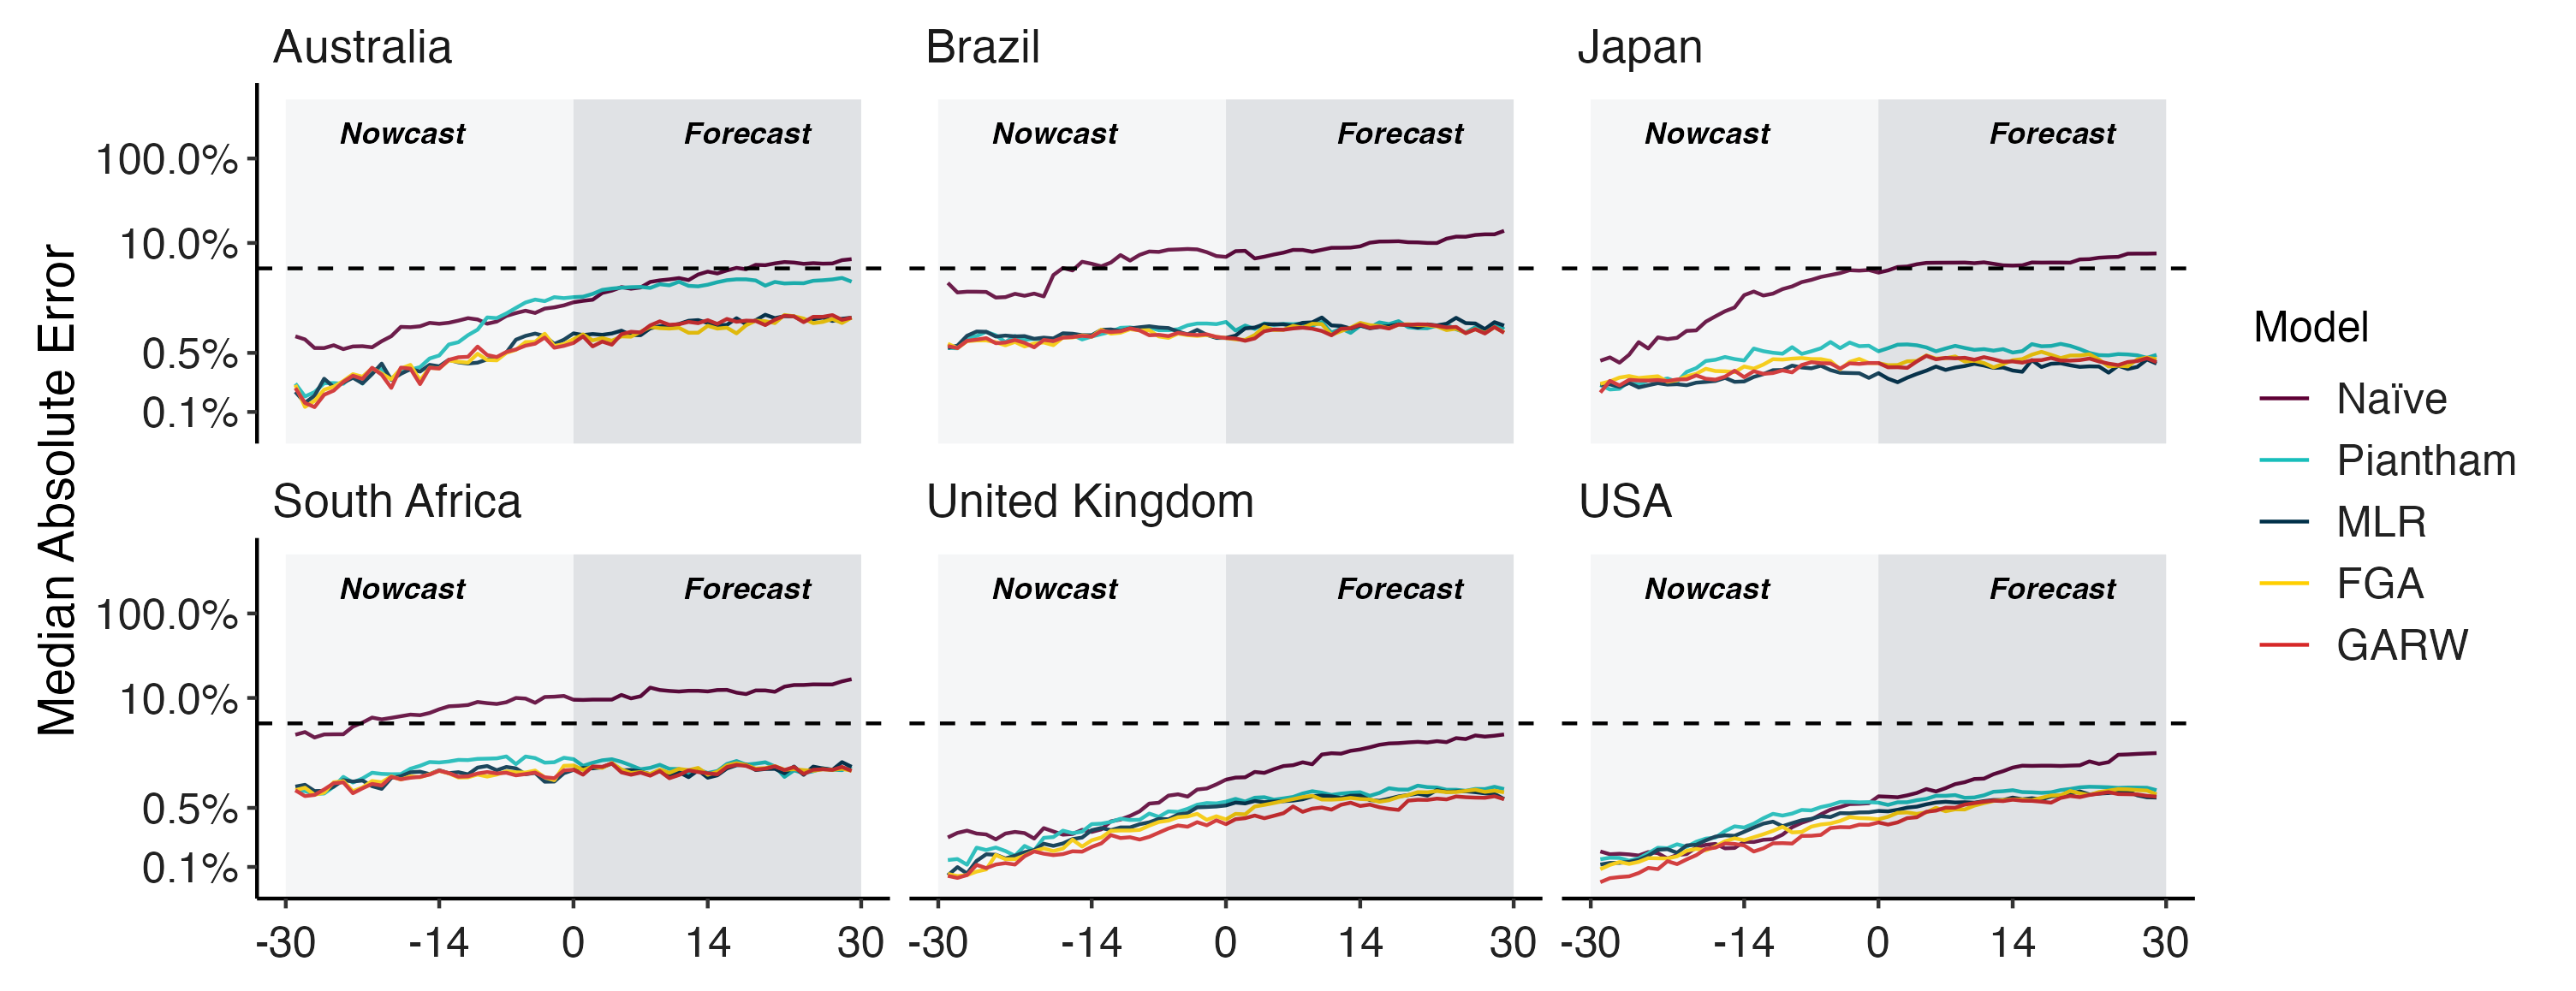 Australia
Brazil
Japan
Nowcast
Forecast
Nowcast
Forecast
Nowcast
Forecast
100.0%
10.0%
0.5%
0.1%
Median Absolute Error
South Africa
United Kingdom
USA
Nowcast
Forecast
Nowcast
Forecast
Nowcast
Forecast
100.0%
10.0%
0.5%
0.1%
-30 -14 0 14 30
-30 -14 0 14 30
-30 -14 0 14 30
Model
Naïve
Piantham
MLR
FGA
GARW